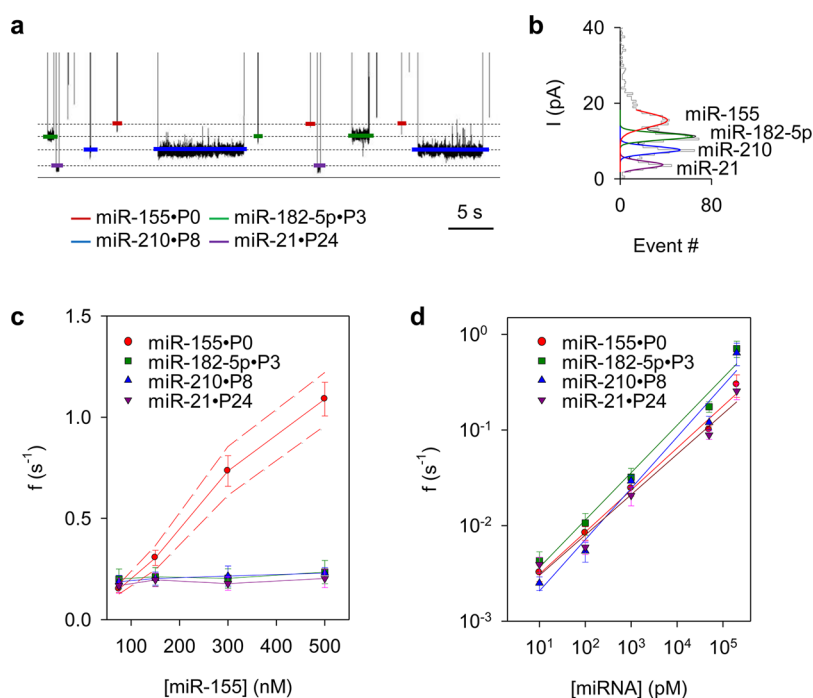 a
miR-155•P0
miR-182-5p•P3
miR-210•P8
miR-21•P24
5 s
b
I (pA)
40
20
0
miR-155
miR-182-5p
miR-210
miR-21
0
80
Event #
c
f (s⁻¹)
1.5
1.0
0.5
0.0
miR-155•P0
miR-182-5p•P3
miR-210•P8
miR-21•P24
100 200 300 400 500
[miR-155] (nM)
d
f (s⁻¹)
10⁰
10⁻¹
10⁻²
10⁻³
miR-155•P0
miR-182-5p•P3
miR-210•P8
miR-21•P24
10¹ 10² 10³ 10⁴ 10⁵
[miRNA] (pM)